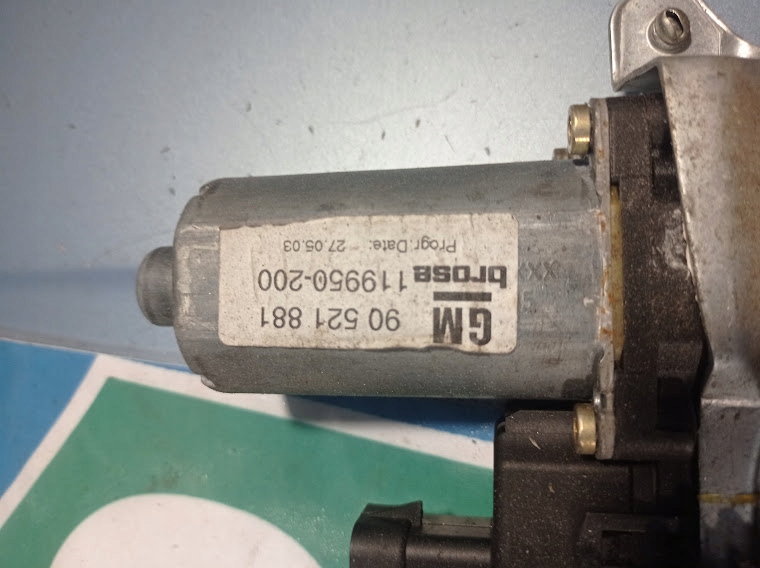 GM 90 521 881
brose 119950-200
Progr.Date: - 27.05.03